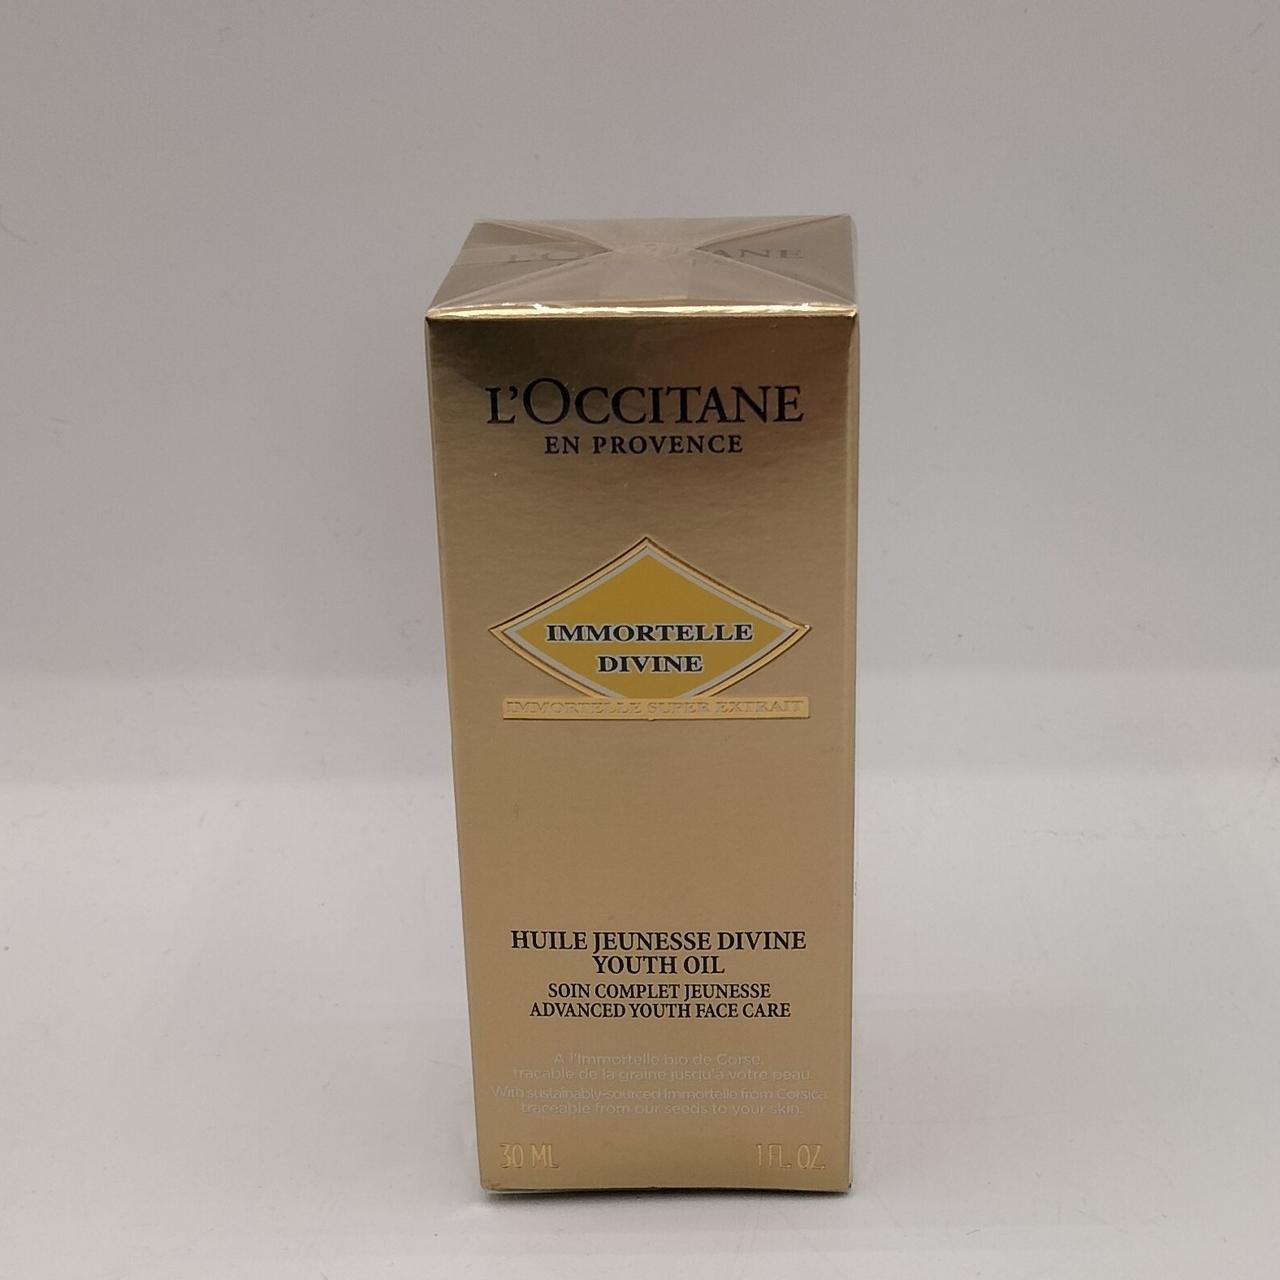 L'OCCITANE
L'OCCITANE
EN PROVENCE
IMMORTELLE
DIVINE
IMMORTELLE SUPER EXTRAIT
HUILE JEUNESSE DIVINE
YOUTH OIL
SOIN COMPLET JEUNESSE
ADVANCED YOUTH FACE CARE
A l'Immortelle bio de Corse,
traçable de la graine jusqu'à votre peau.
With sustainably-sourced Immortelle from Corsica
traceable from our seeds to your skin.
30 ML 1 FL. OZ.